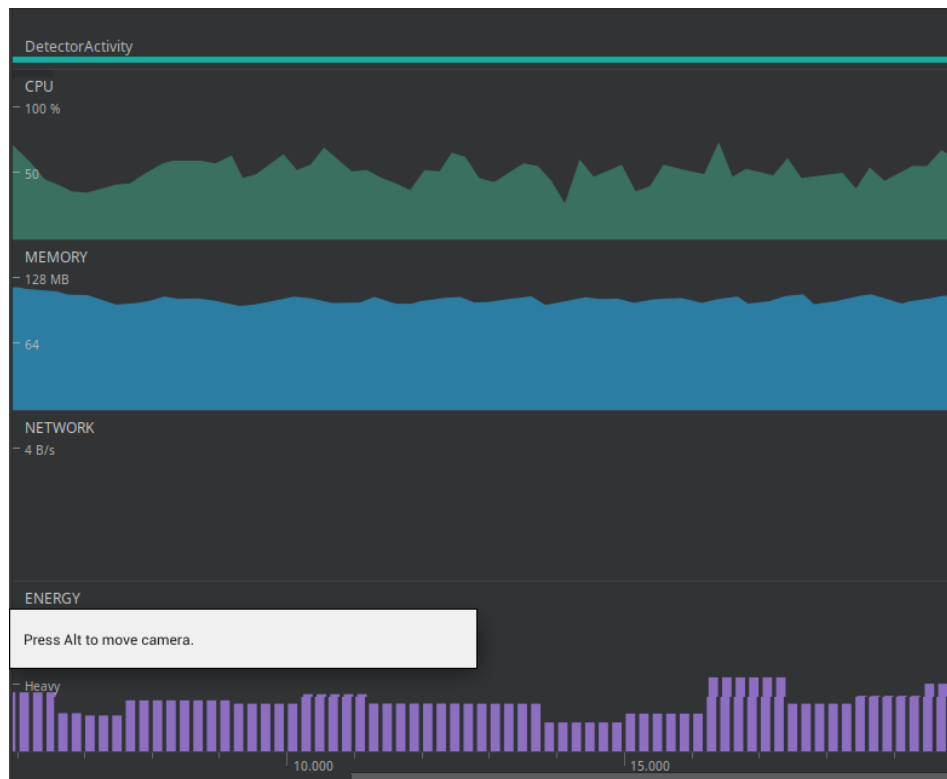 DetectorActivity
CPU
100 %
50
MEMORY
128 MB
64
NETWORK
4 B/s
ENERGY
Press Alt to move camera.
Heavy
10.000
15.000